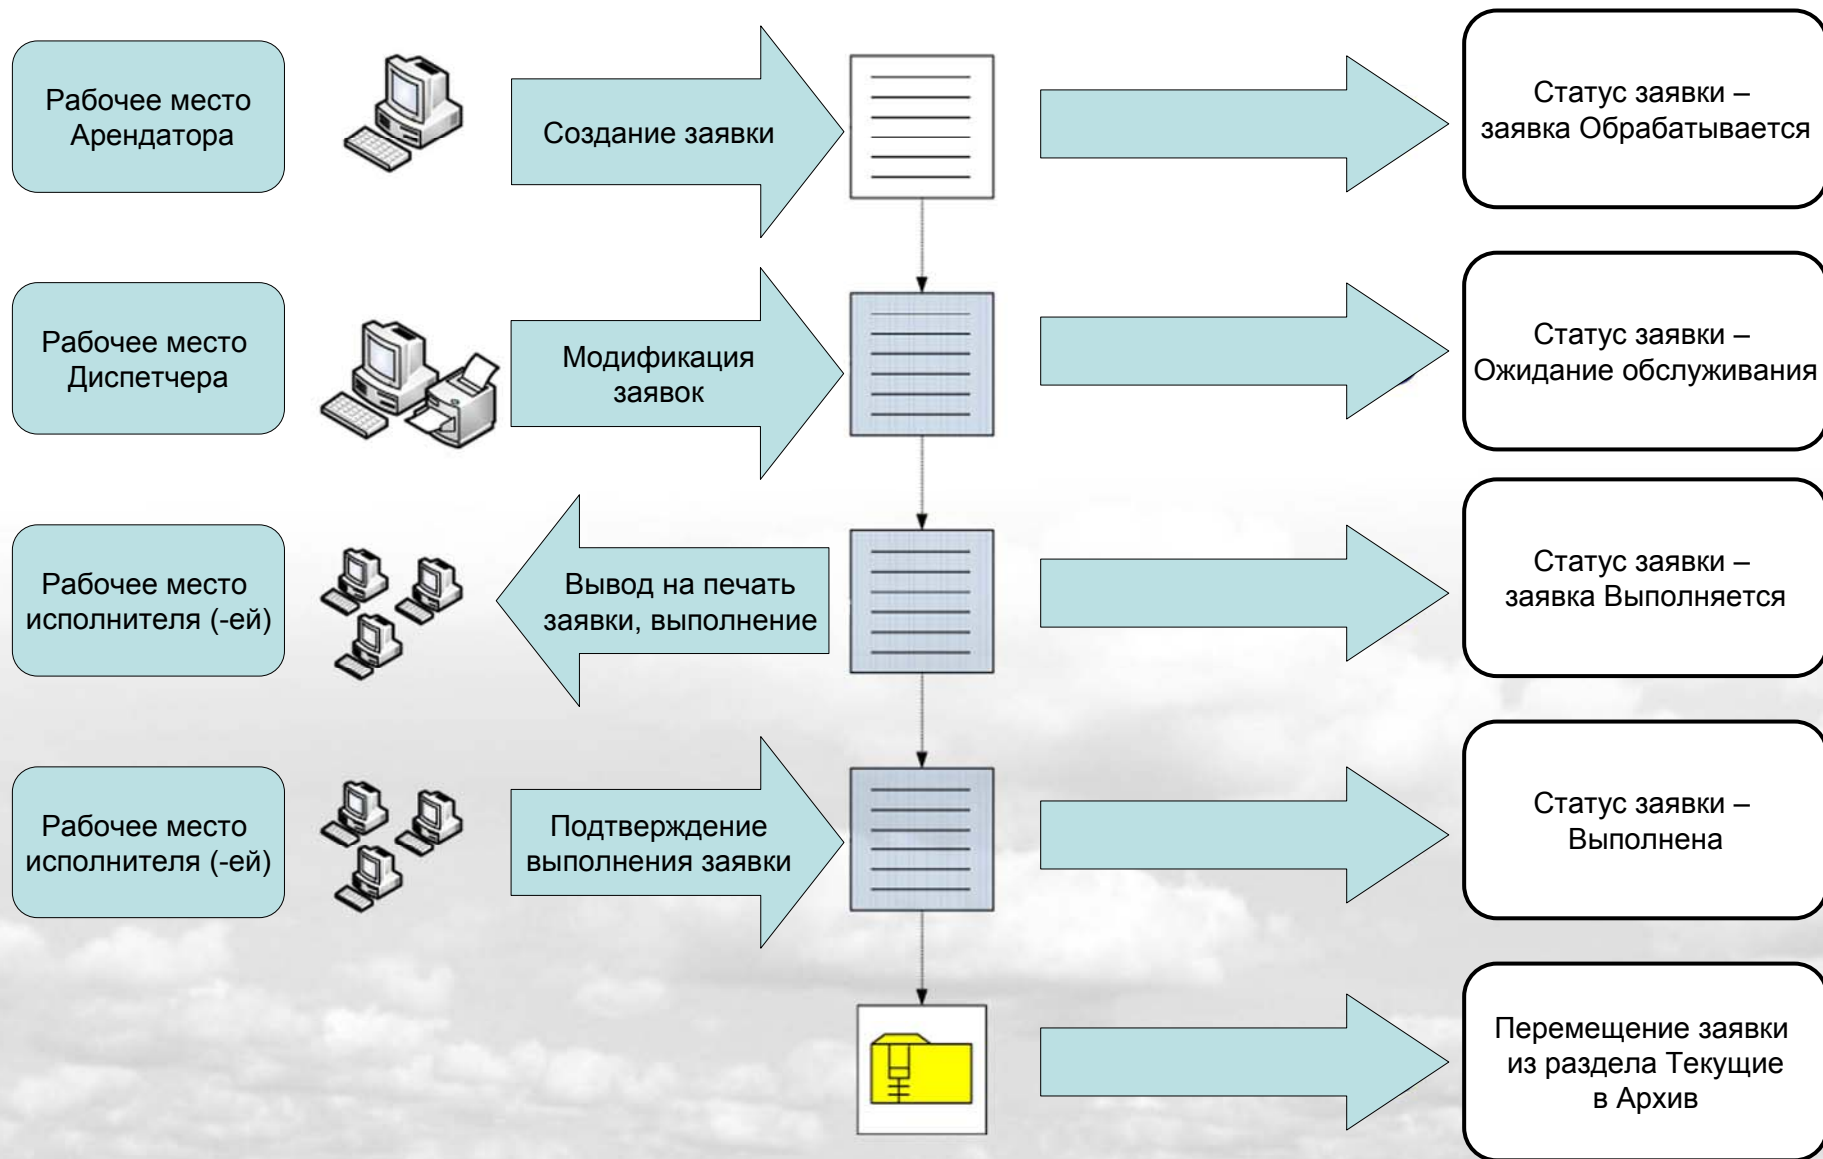 Рабочее место
Арендатора
Создание заявки
Статус заявки –
заявка Обрабатывается
Рабочее место
Диспетчера
Модификация
заявок
Статус заявки –
Ожидание обслуживания
Рабочее место
исполнителя (-ей)
Вывод на печать
заявки, выполнение
Статус заявки –
заявка Выполняется
Рабочее место
исполнителя (-ей)
Подтверждение
выполнения заявки
Статус заявки –
Выполнена
Перемещение заявки
из раздела Текущие
в Архив